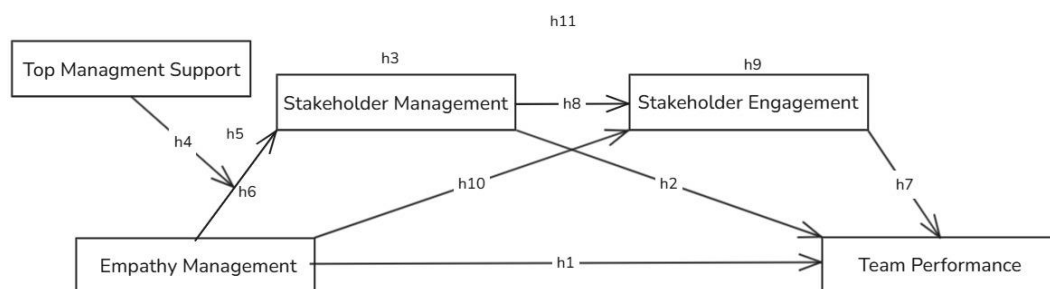 h11
h3
h9
Top Managment Support
Stakeholder Management
h8
Stakeholder Engagement
h4
h5
h6
h10
h2
h7
Empathy Management
h1
Team Performance